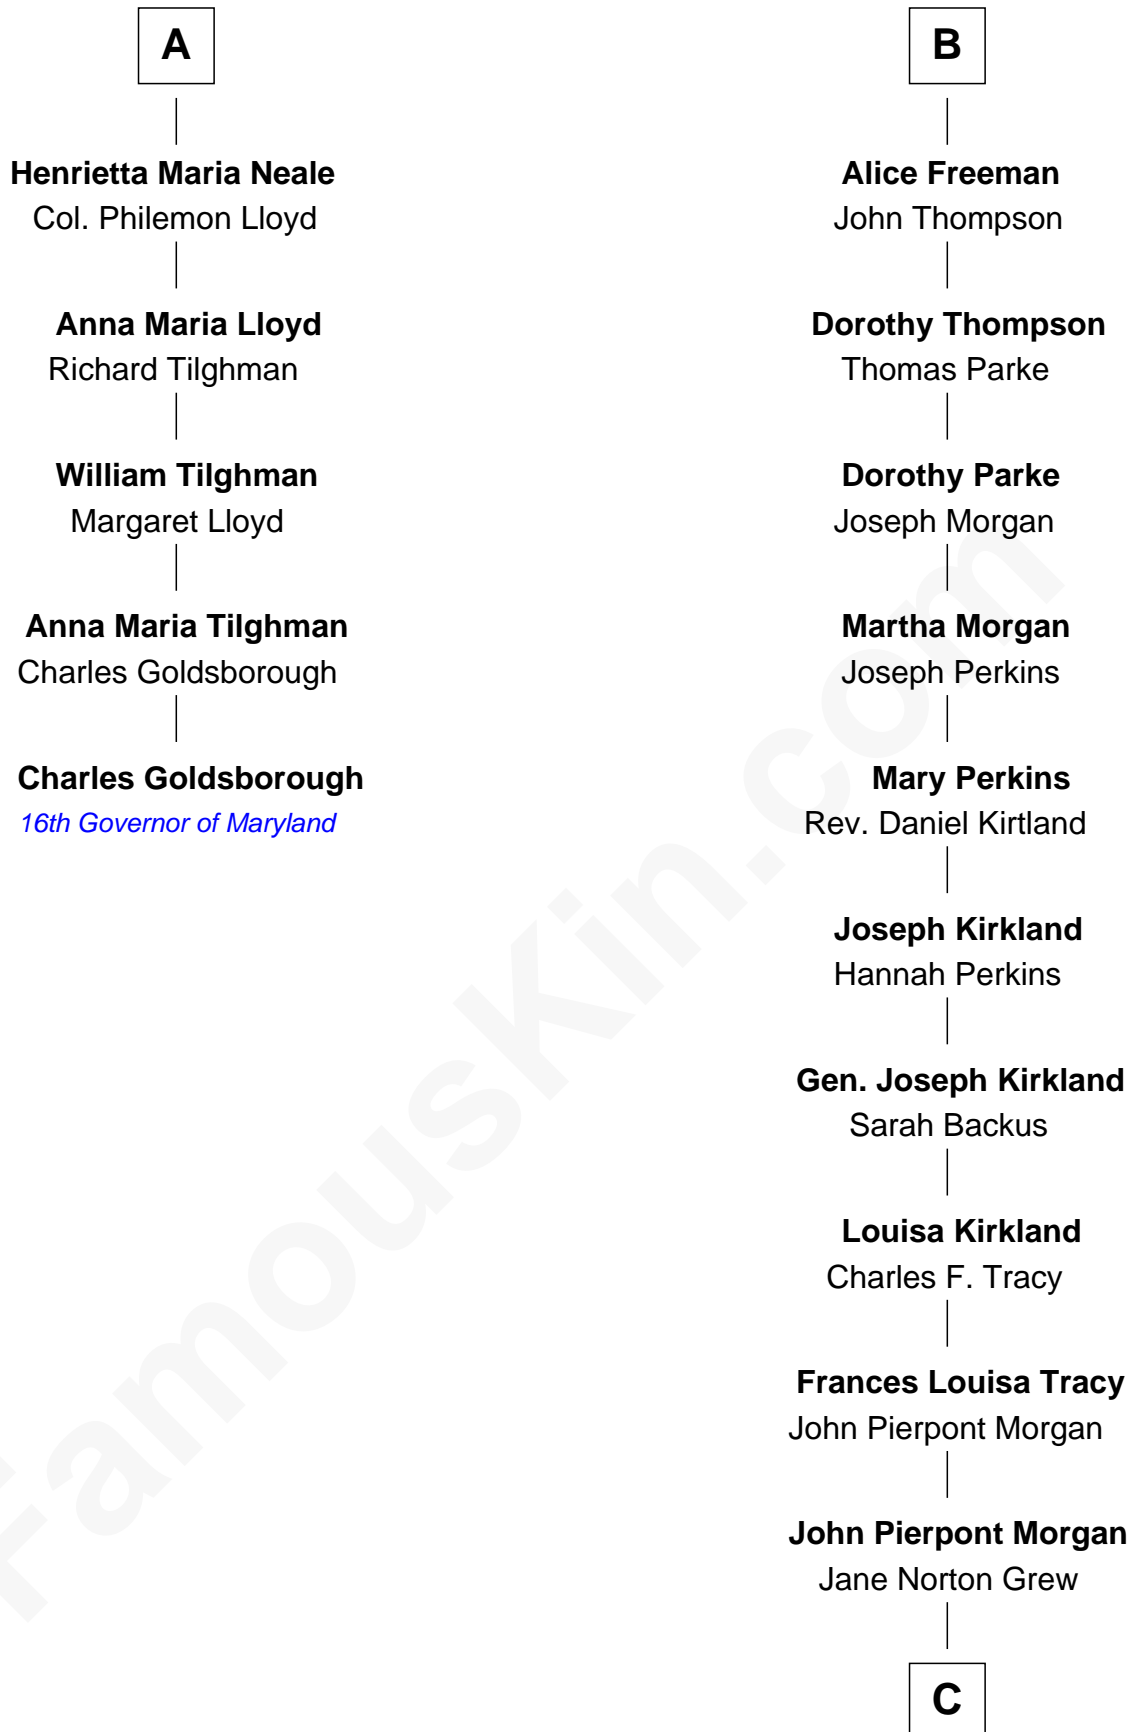 A
Henrietta Maria Neale
Col. Philemon Lloyd
Anna Maria Lloyd
Richard Tilghman
William Tilghman
Margaret Lloyd
Anna Maria Tilghman
Charles Goldsborough
Charles Goldsborough
16th Governor of Maryland
B
Alice Freeman
John Thompson
Dorothy Thompson
Thomas Parke
Dorothy Parke
Joseph Morgan
Martha Morgan
Joseph Perkins
Mary Perkins
Rev. Daniel Kirtland
Joseph Kirkland
Hannah Perkins
Gen. Joseph Kirkland
Sarah Backus
Louisa Kirkland
Charles F. Tracy
Frances Louisa Tracy
John Pierpont Morgan
John Pierpont Morgan
Jane Norton Grew
C
FamousKin.com